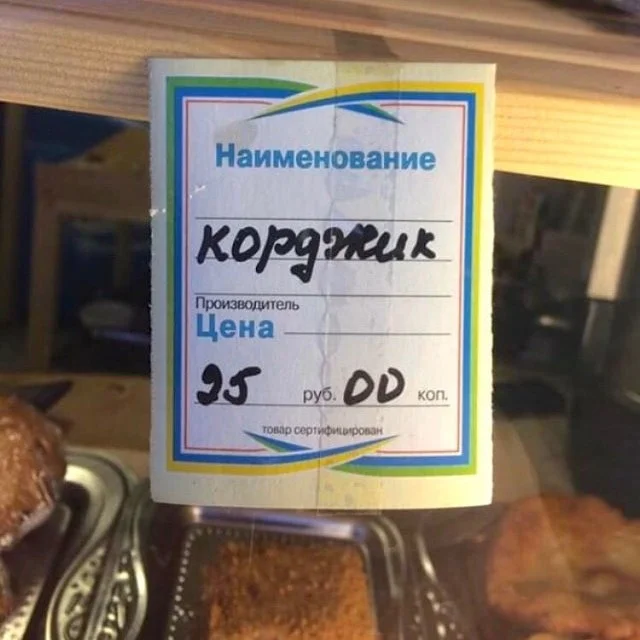 Наименование
корджик
Производитель
Цена
25 руб. 00 коп.
товар сертифицирован